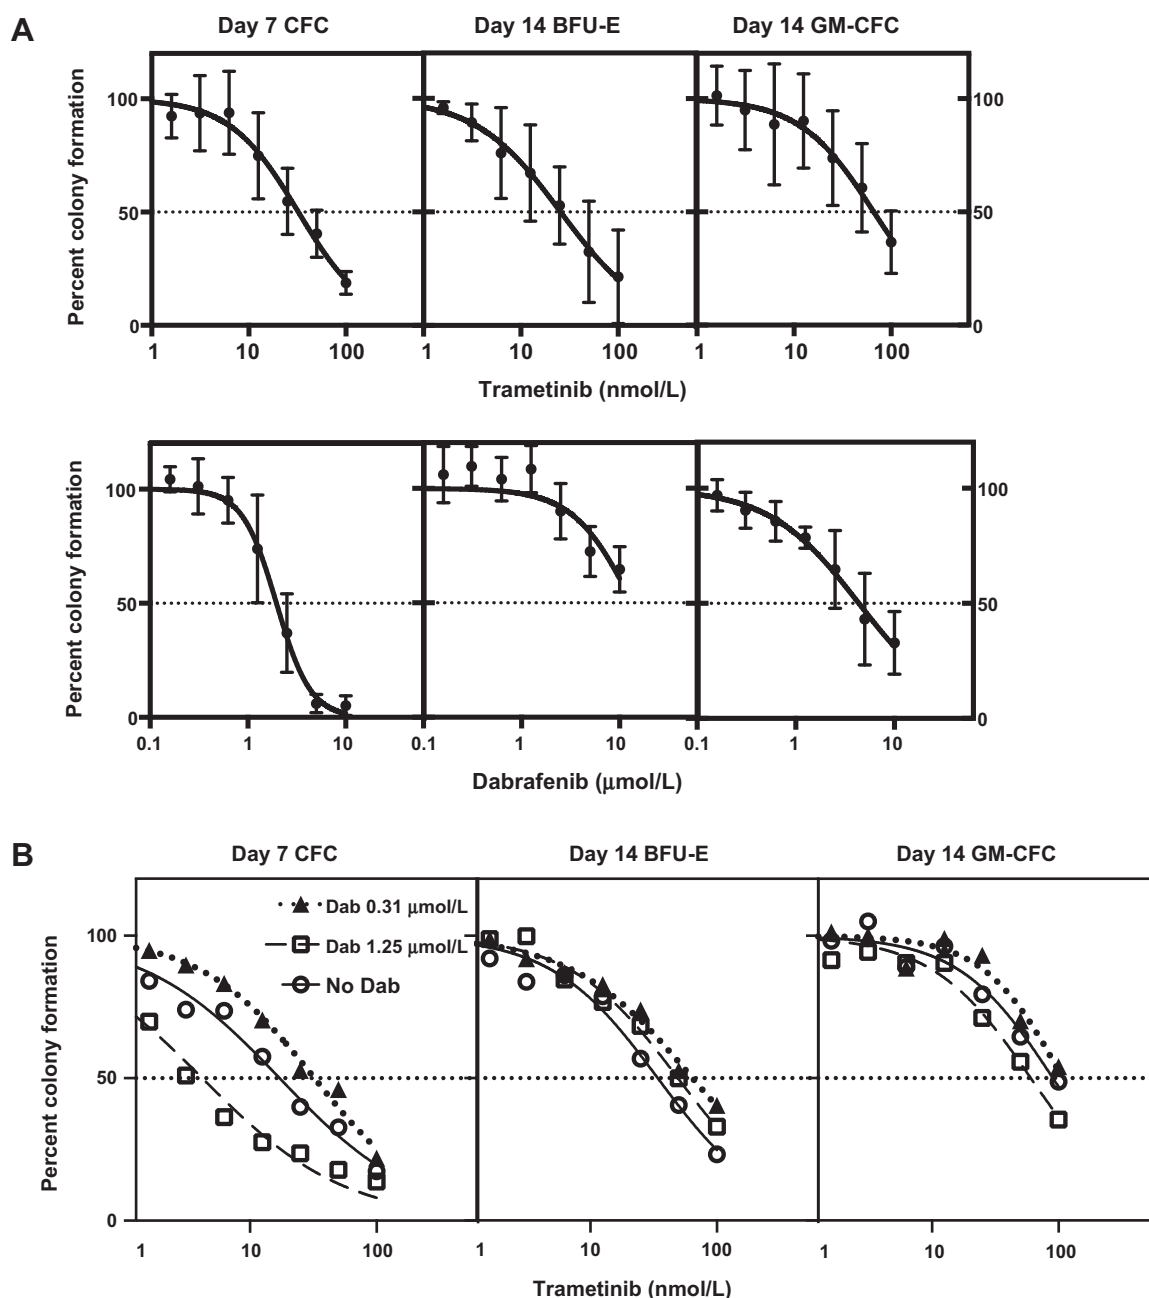 A
Day 7 CFC Day 14 BFU-E Day 14 GM-CFC
Percent colony formation
100 100
50 50
0 0
1 10 100 1 10 100 1 10 100
Trametinib (nmol/L)
Percent colony formation
100 100
50 50
0 0
0.1 1 10 0.1 1 10 0.1 1 10
Dabrafenib (μmol/L)
B
Day 7 CFC Day 14 BFU-E Day 14 GM-CFC
Percent colony formation
Dab 0.31 μmol/L
Dab 1.25 μmol/L
No Dab
100
50
0
1 10 100 1 10 100 1 10 100
Trametinib (nmol/L)